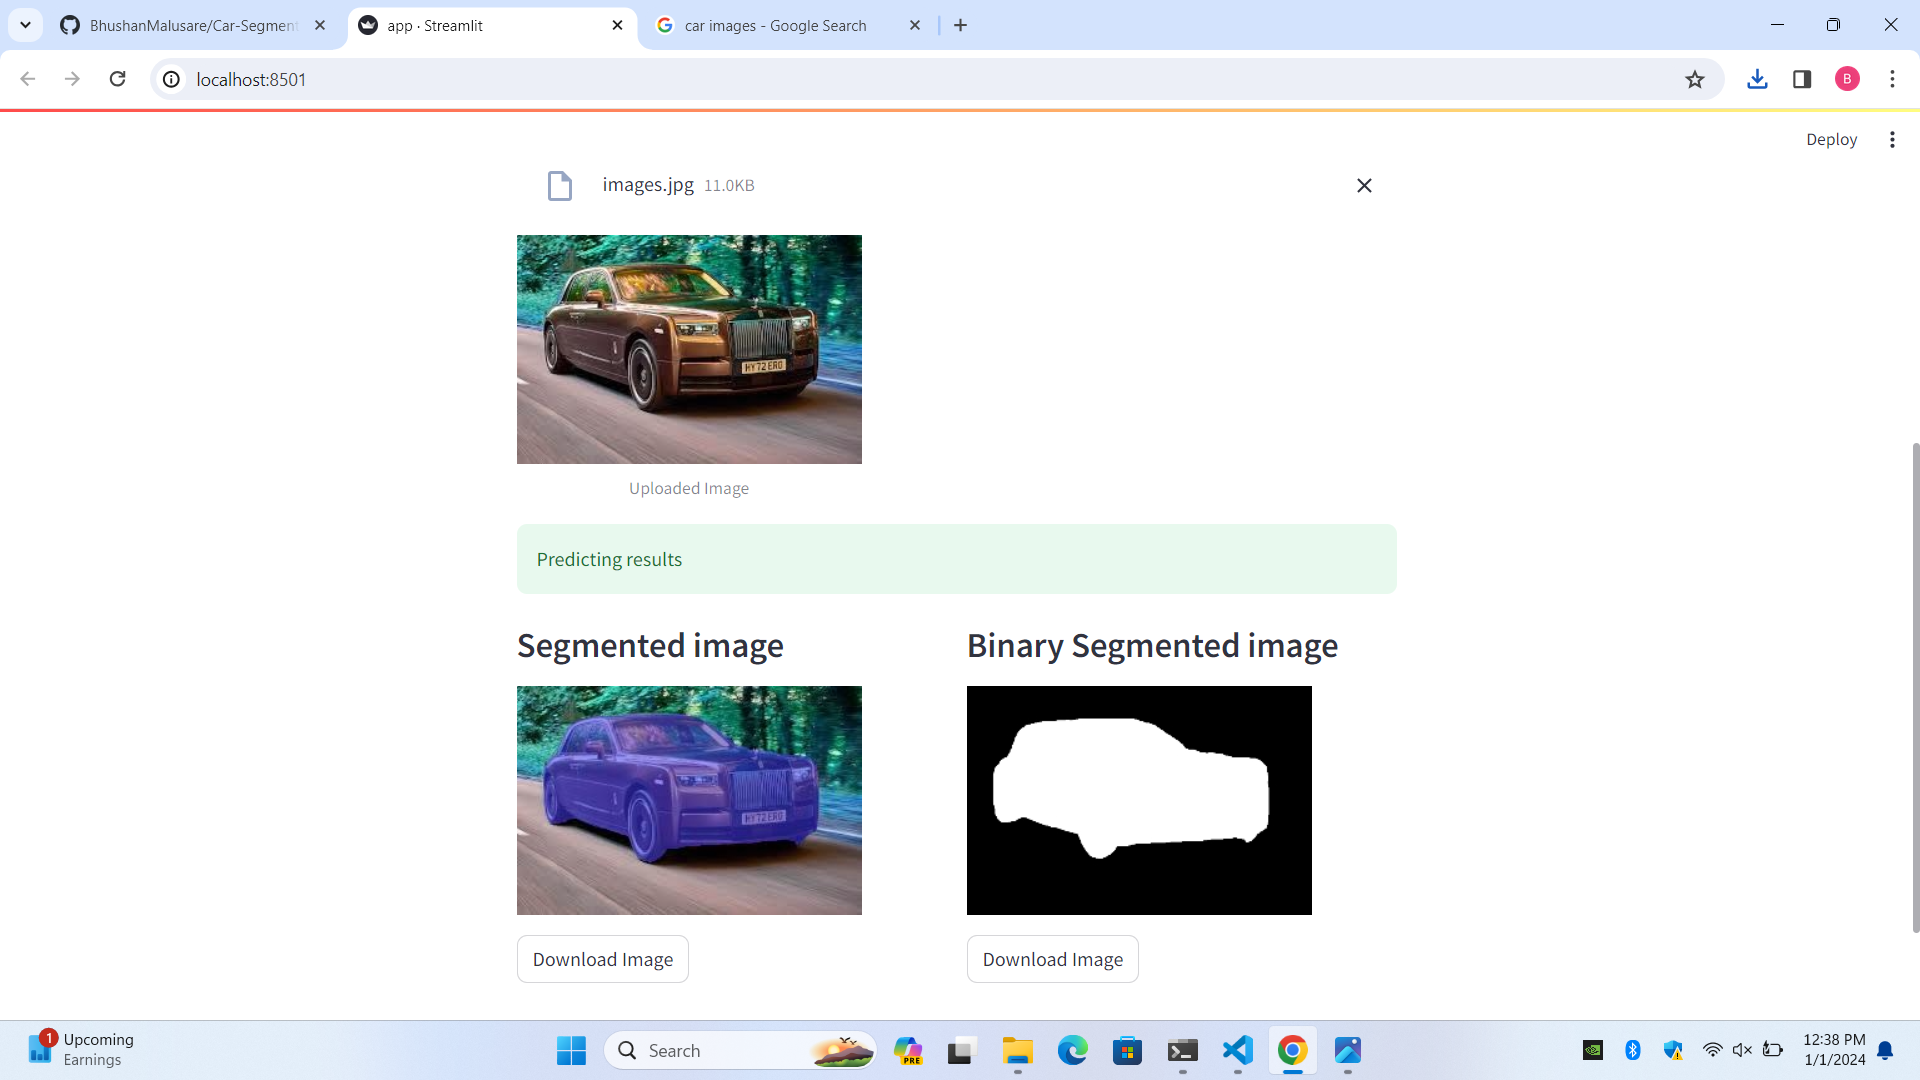 BhushanMalusare/Car-Segment
app · Streamlit
car images - Google Search
localhost:8501
B
Deploy
images.jpg 11.0KB
HY72 ERO
Uploaded Image
Predicting results
Segmented image
Binary Segmented image
HY72 ERO
Download Image
Download Image
1
Upcoming
Earnings
Search
PRE
12:38 PM
1/1/2024